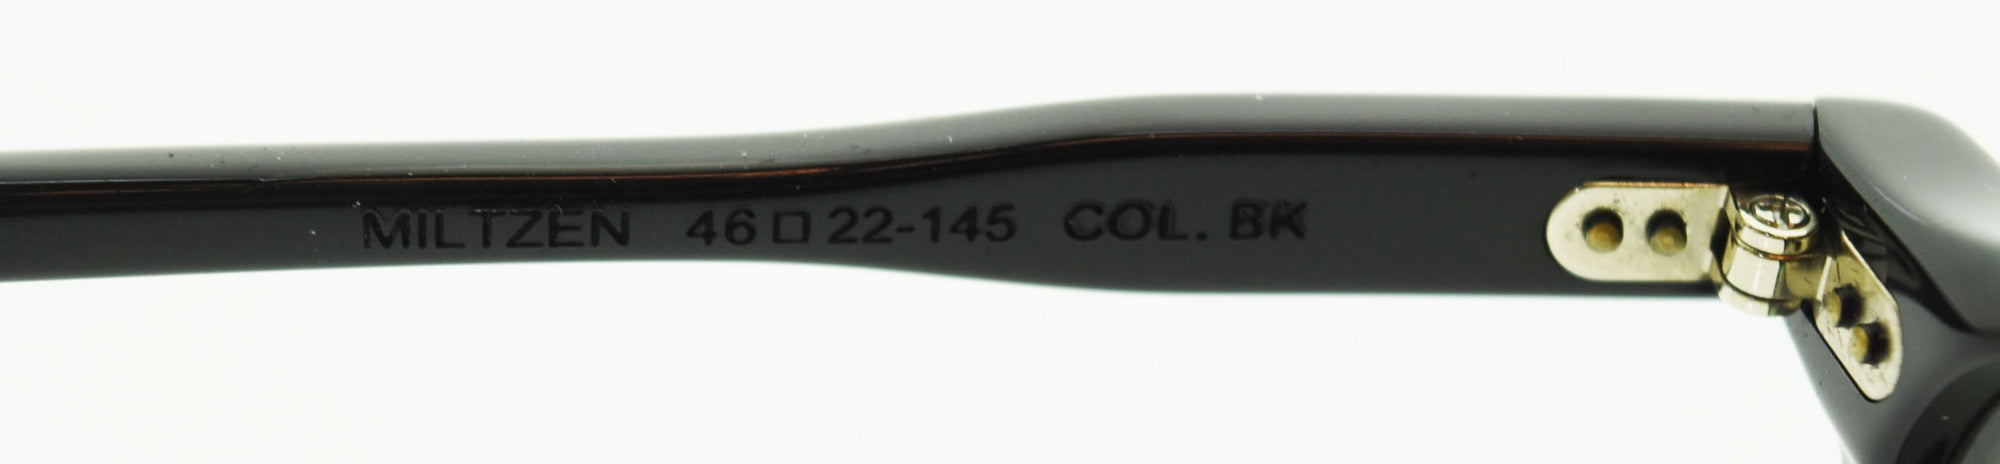 MILTZEN 46□22-145 COL. BK